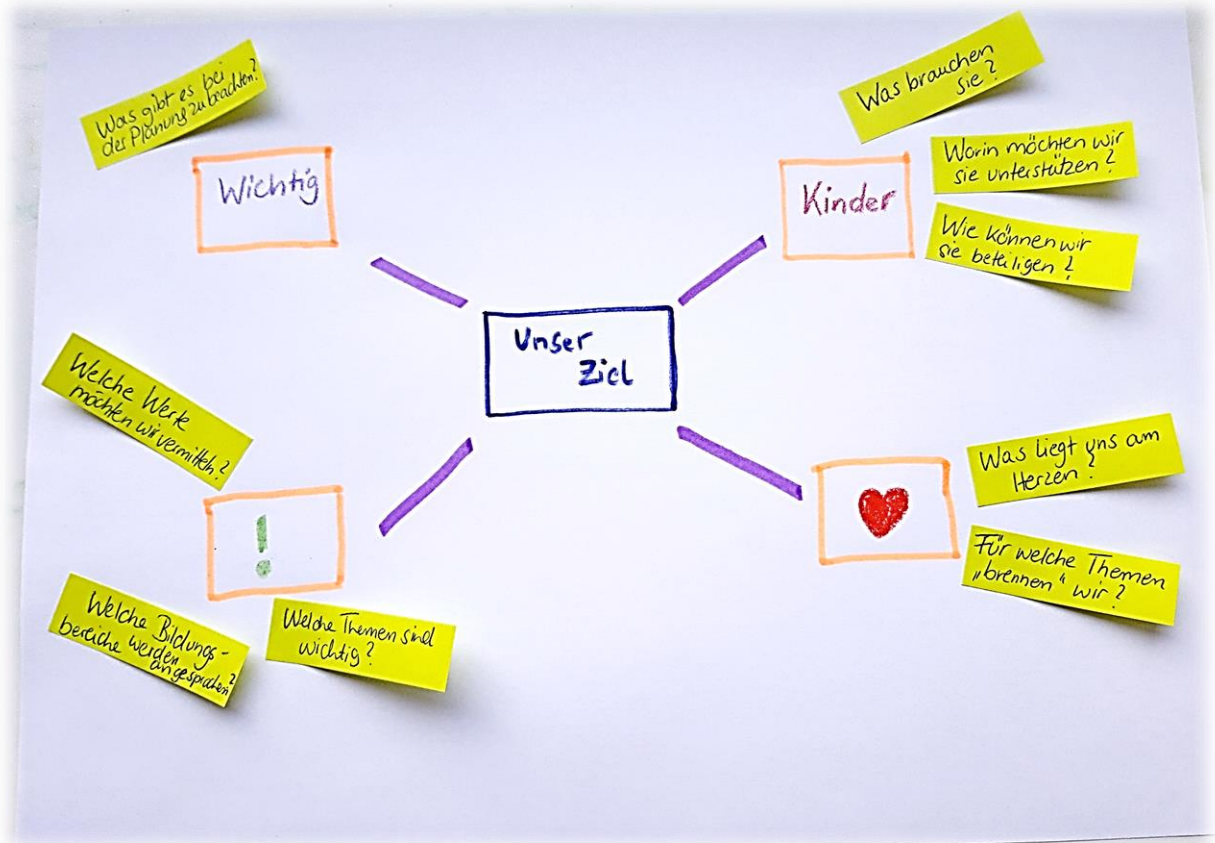 Was gibt es bei
der Planung zu beachten?
Wichtig
Was brauchen
sie?
Kinder
Worin möchten wir
sie unterstützen?
Wie können wir
sie beteiligen?
Unser
Ziel
Welche Werte
möchten wir vermitteln?
!
Welche Bildungs-
bereiche werden
angesprochen?
Welche Themen sind
wichtig?
Was liegt uns am
Herzen?
Für welche Themen
„brennen“ wir?